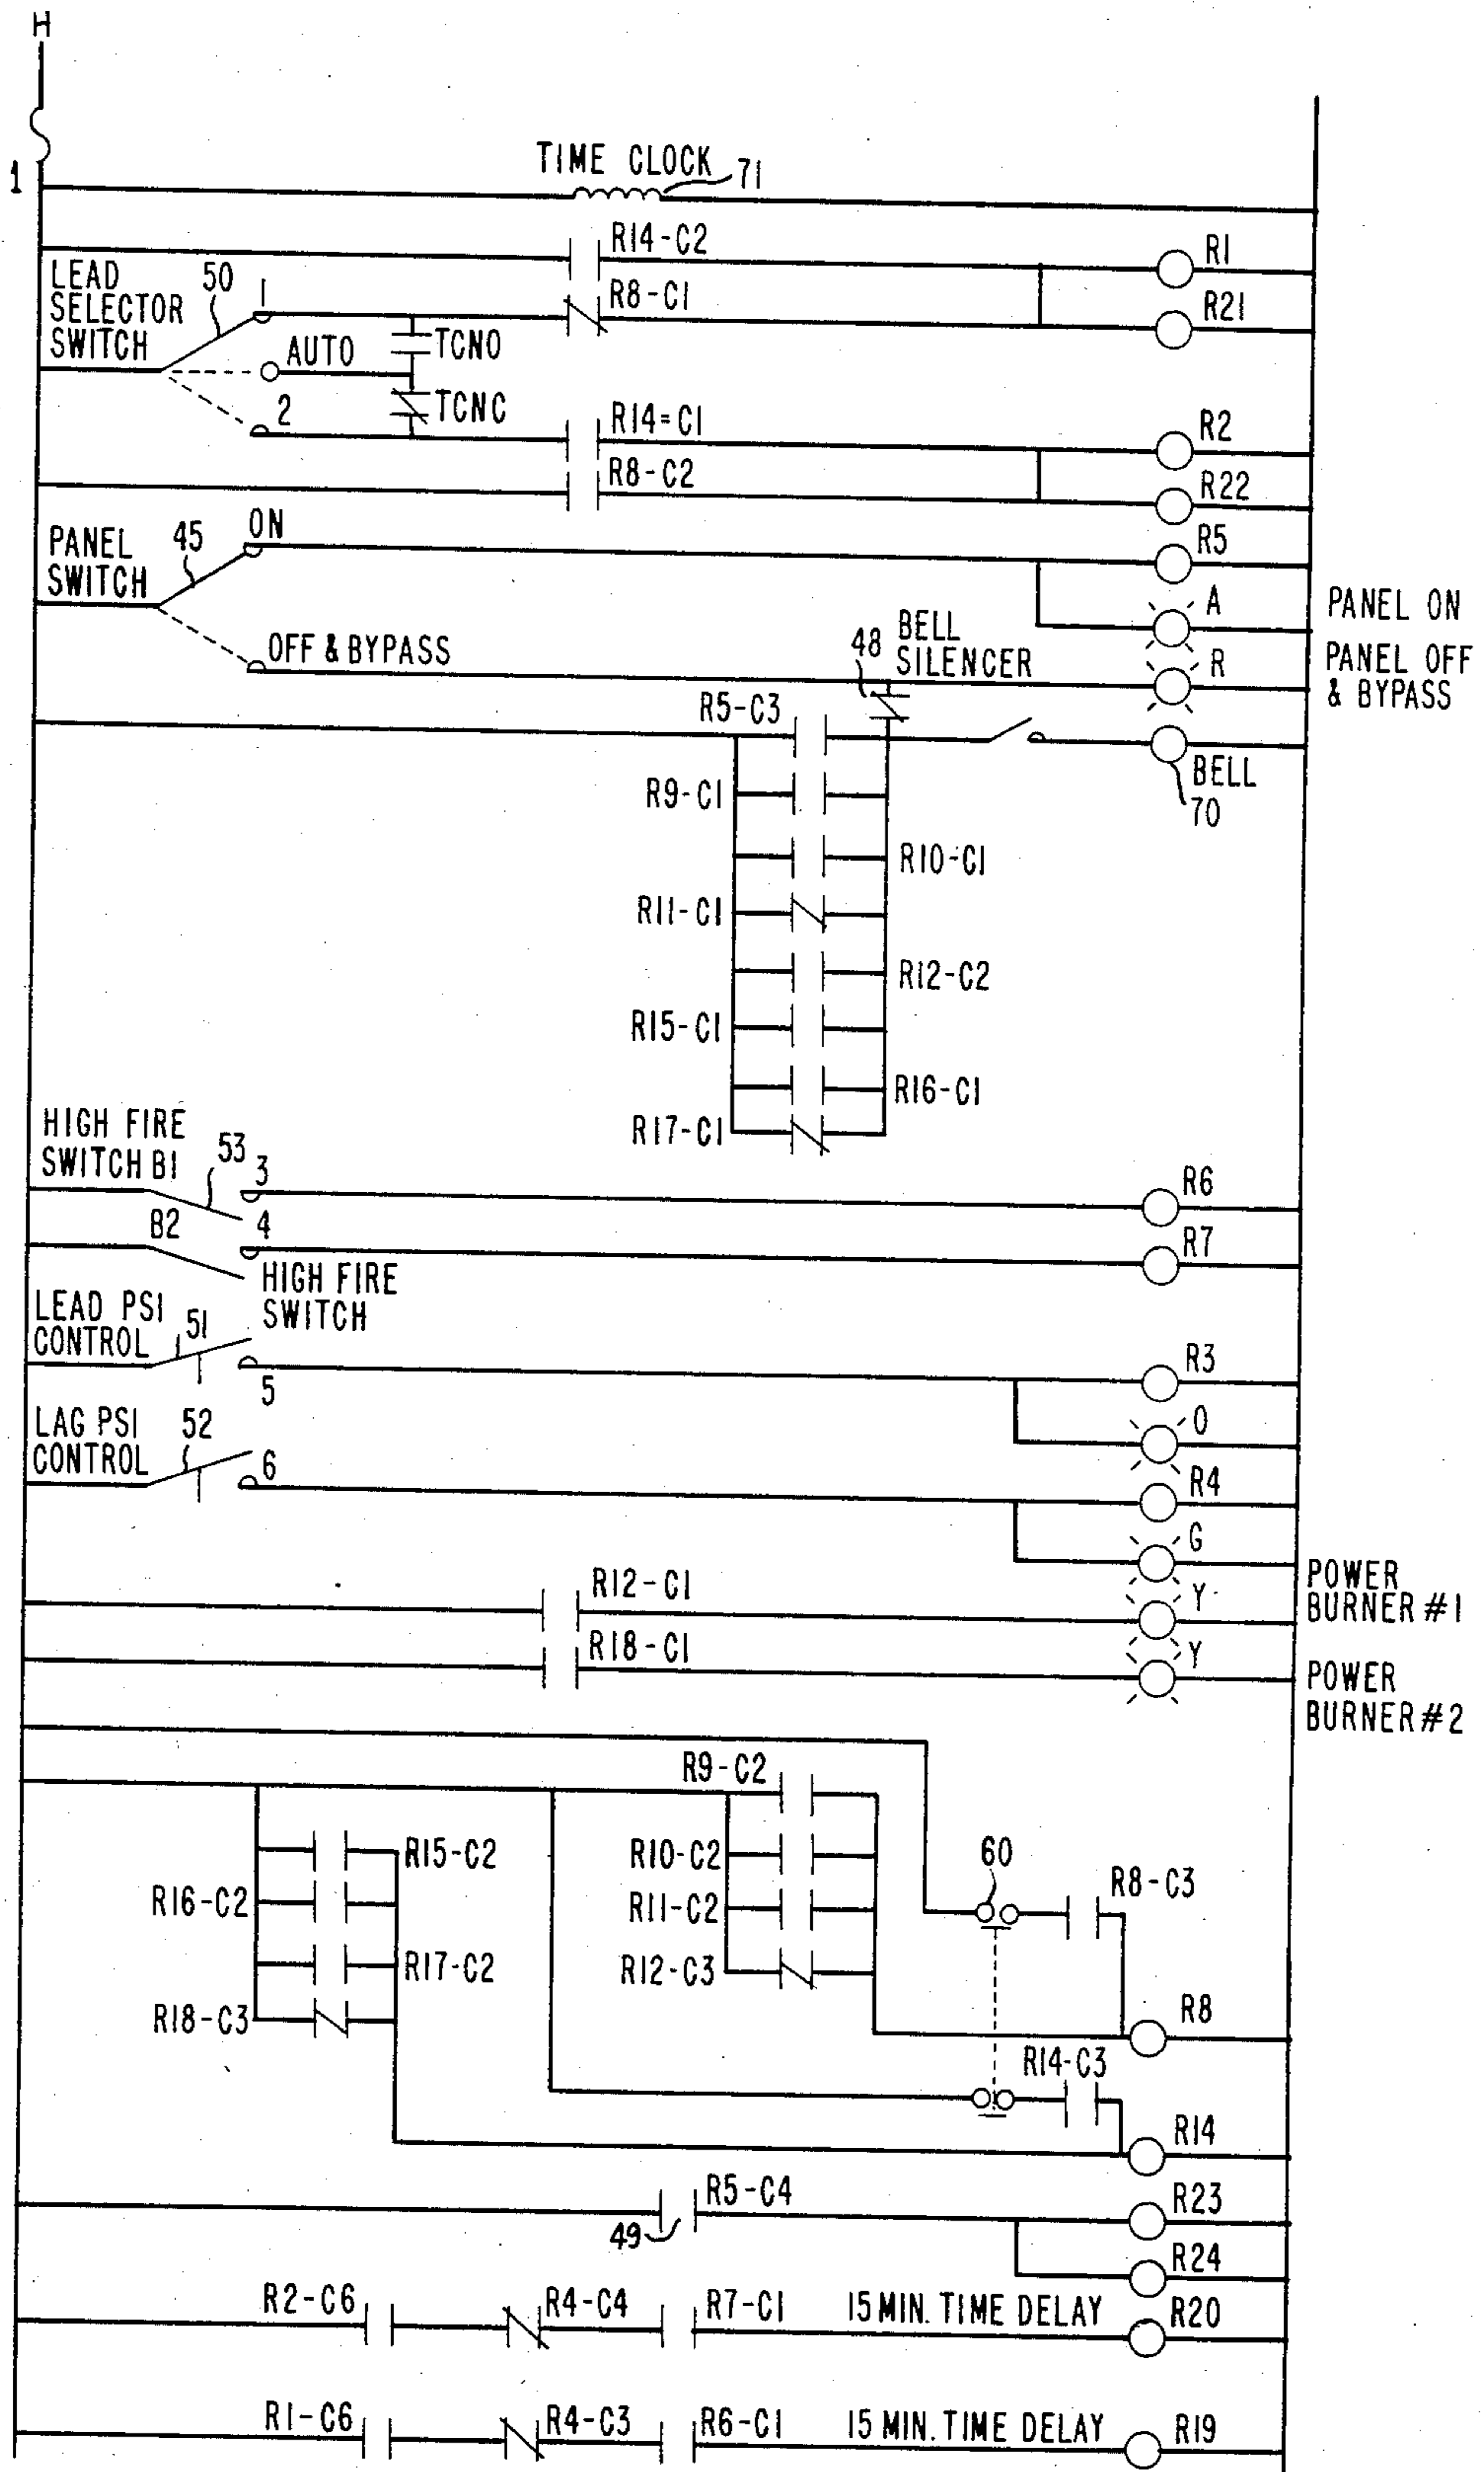 H
1
TIME CLOCK
71
R14-C2
R1
LEAD
SELECTOR
SWITCH
50
1
R8-C1
R21
AUTO
TCNO
TCNC
2
R14=C1
R2
R8-C2
R22
PANEL
SWITCH
45
ON
R5
A
PANEL ON
OFF & BYPASS
48
BELL
SILENCER
R
PANEL OFF
& BYPASS
R5-C3
BELL
70
R9-C1
R10-C1
R11-C1
R12-C2
R15-C1
R16-C1
R17-C1
HIGH FIRE
SWITCH B1
53
3
R6
B2
4
R7
HIGH FIRE
SWITCH
LEAD PSI
CONTROL
51
5
R3
O
LAG PSI
CONTROL
52
6
R4
G
R12-C1
Y
POWER
BURNER #1
R18-C1
Y
POWER
BURNER #2
R9-C2
R15-C2
R10-C2
60
R16-C2
R11-C2
R8-C3
R17-C2
R12-C3
R18-C3
R8
R14-C3
R14
R5-C4
49
R23
R24
R2-C6
R4-C4
R7-C1
15 MIN. TIME DELAY
R20
R1-C6
R4-C3
R6-C1
15 MIN. TIME DELAY
R19